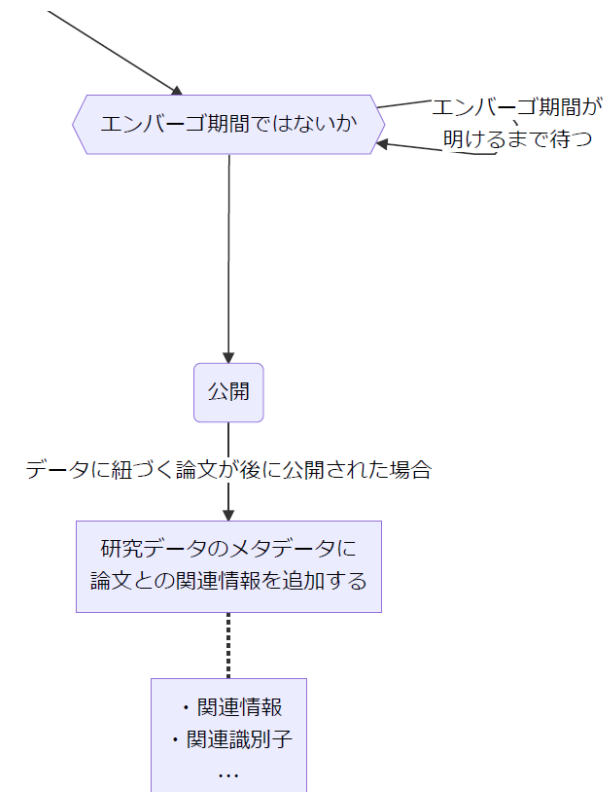 エンバーゴ期間ではないか
エンバーゴ期間が
明けるまで待つ
公開
データに紐づく論文が後に公開された場合
研究データのメタデータに
論文との関連情報を追加する
・関連情報
・関連識別子
…